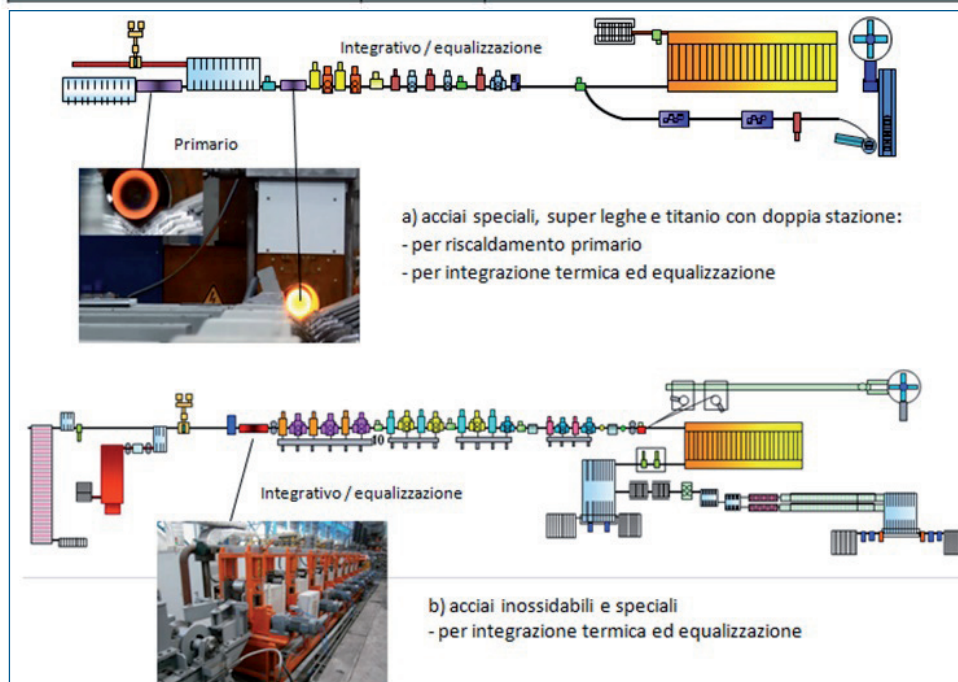 Integrativo / equalizzazione
Primario
a) acciai speciali, super leghe e titanio con doppia stazione:
- per riscaldamento primario
- per integrazione termica ed equalizzazione
10
Integrativo / equalizzazione
b) acciai inossidabili e speciali
- per integrazione termica ed equalizzazione